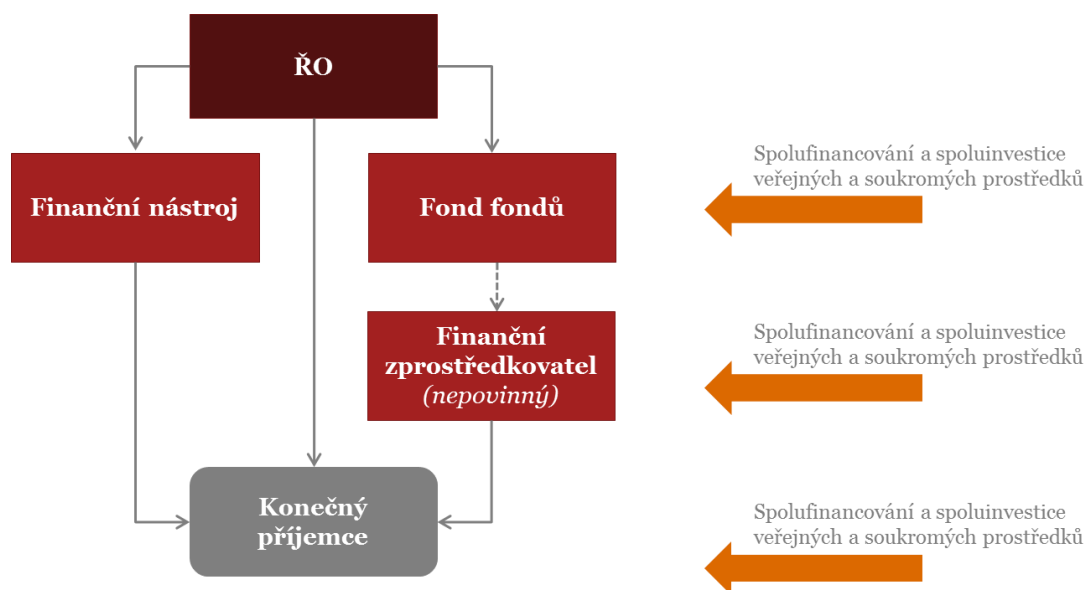 ŘO
Finanční nástroj
Fond fondů
Spolufinancování a spoluinvestice
veřejných a soukromých prostředků
Finanční
zprostředkovatel
(nepovinný)
Spolufinancování a spoluinvestice
veřejných a soukromých prostředků
Konečný
příjemce
Spolufinancování a spoluinvestice
veřejných a soukromých prostředků